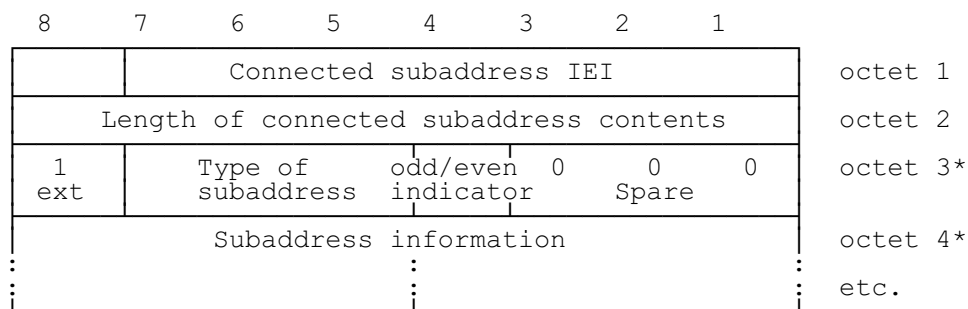 8 7 6 5 4 3 2 1
Connected subaddress IEI octet 1
Length of connected subaddress contents octet 2
1 Type of odd/even 0 0 0 octet 3*
ext subaddress indicator Spare
Subaddress information octet 4*
: : :
: : : etc.